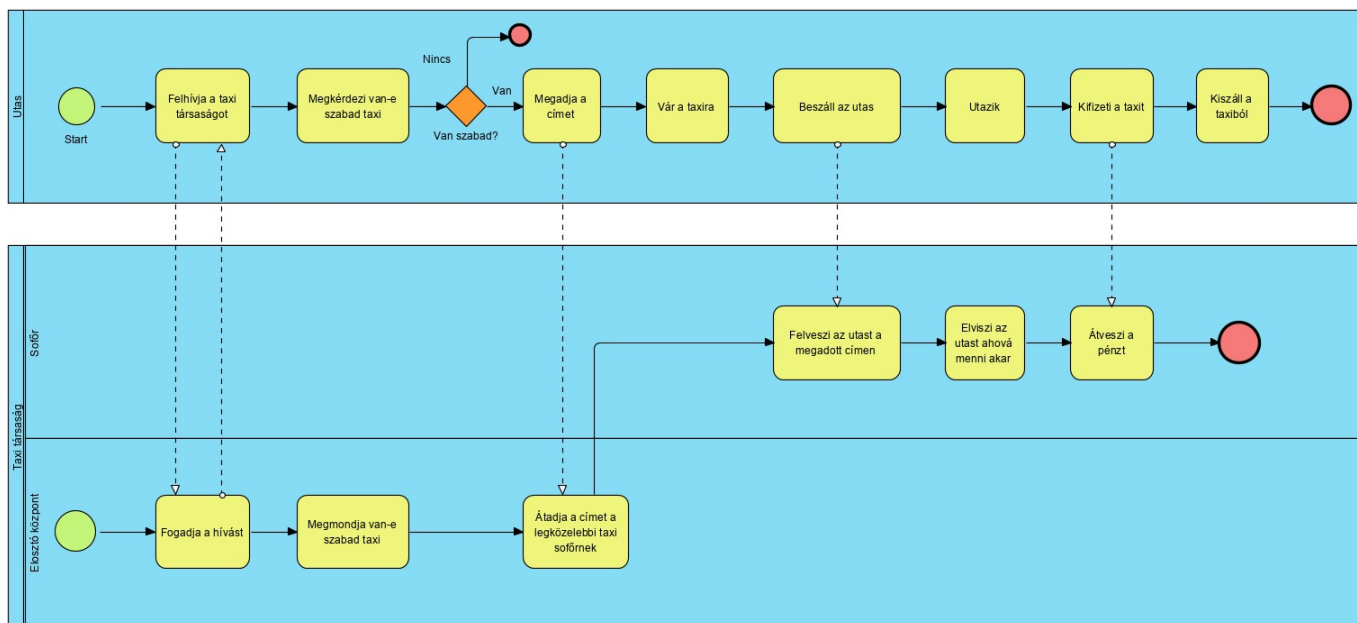 Utas
Start
Felhívja a taxi
társaságot
Megkérdezi van-e
szabad taxi
Nincs
Van
Van szabad?
Megadja a
címet
Vár a taxira
Beszáll az utas
Utazik
Kifizeti a taxit
Kiszáll a
taxiból
Taxi társaság
Sofőr
Felveszi az utast a
megadott címen
Elviszi az
utast ahová
menni akar
Átveszi a
pénzt
Elosztó központ
Fogadja a hívást
Megmondja van-e
szabad taxi
Átadja a címet a
legközelebbi taxi
sofőrnek